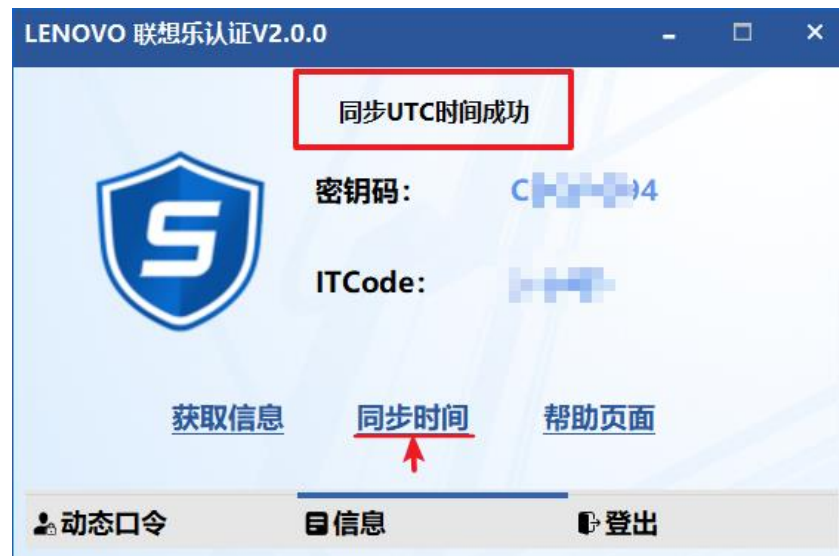 LENOVO 联想乐认证V2.0.0
同步UTC时间成功
密钥码：
ITCode：
获取信息 同步时间 帮助页面
动态口令 信息 登出